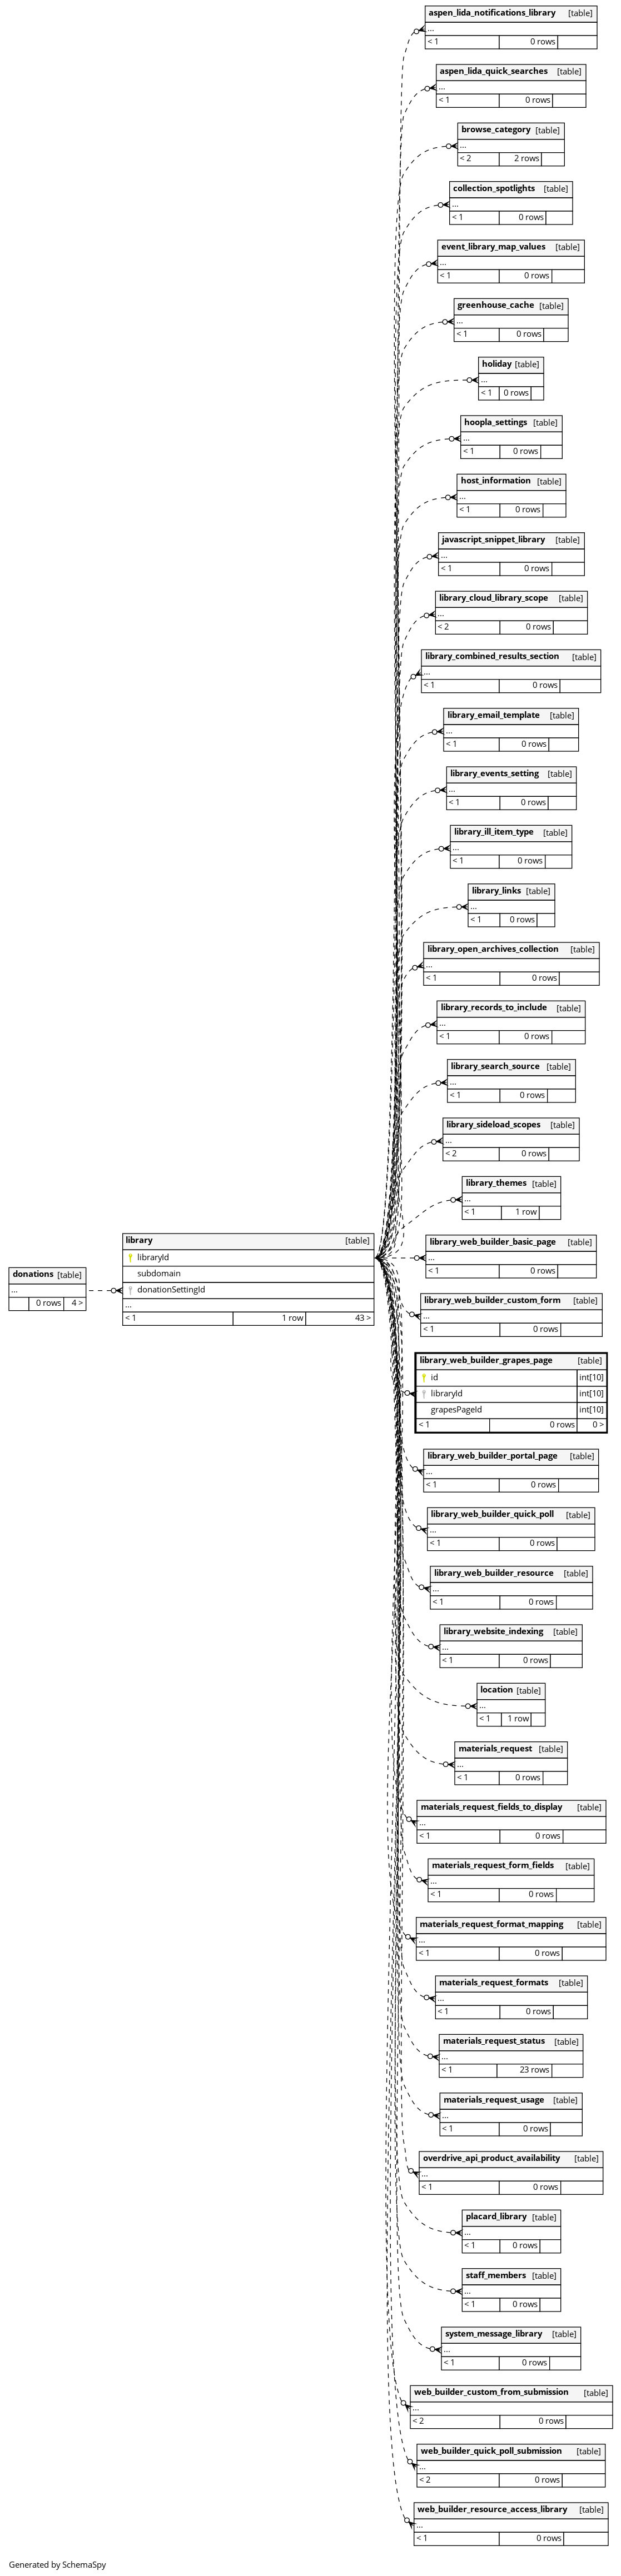 aspen_lida_notifications_library [table]
...
< 1 0 rows
aspen_lida_quick_searches [table]
...
< 1 0 rows
browse_category [table]
...
< 2 2 rows
collection_spotlights [table]
...
< 1 0 rows
event_library_map_values [table]
...
< 1 0 rows
greenhouse_cache [table]
...
< 1 0 rows
holiday [table]
...
< 1 0 rows
hoopla_settings [table]
...
< 1 0 rows
host_information [table]
...
< 1 0 rows
javascript_snippet_library [table]
...
< 1 0 rows
library_cloud_library_scope [table]
...
< 2 0 rows
library_combined_results_section [table]
...
< 1 0 rows
library_email_template [table]
...
< 1 0 rows
library_events_setting [table]
...
< 1 0 rows
library_ill_item_type [table]
...
< 1 0 rows
library_links [table]
...
< 1 0 rows
library_open_archives_collection [table]
...
< 1 0 rows
library_records_to_include [table]
...
< 1 0 rows
library_search_source [table]
...
< 1 0 rows
library_sideload_scopes [table]
...
< 2 0 rows
library_themes [table]
...
< 1 1 row
donations [table]
...
0 rows 4 >
library [table]
libraryId
subdomain
donationSettingId
...
< 1 1 row 43 >
library_web_builder_basic_page [table]
...
< 1 0 rows
library_web_builder_custom_form [table]
...
< 1 0 rows
library_web_builder_grapes_page [table]
id int[10]
libraryId int[10]
grapesPageId int[10]
< 1 0 rows 0 >
library_web_builder_portal_page [table]
...
< 1 0 rows
library_web_builder_quick_poll [table]
...
< 1 0 rows
library_web_builder_resource [table]
...
< 1 0 rows
library_website_indexing [table]
...
< 1 0 rows
location [table]
...
< 1 1 row
materials_request [table]
...
< 1 0 rows
materials_request_fields_to_display [table]
...
< 1 0 rows
materials_request_form_fields [table]
...
< 1 0 rows
materials_request_format_mapping [table]
...
< 1 0 rows
materials_request_formats [table]
...
< 1 0 rows
materials_request_status [table]
...
< 1 23 rows
materials_request_usage [table]
...
< 1 0 rows
overdrive_api_product_availability [table]
...
< 1 0 rows
placard_library [table]
...
< 1 0 rows
staff_members [table]
...
< 1 0 rows
system_message_library [table]
...
< 1 0 rows
web_builder_custom_from_submission [table]
...
< 2 0 rows
web_builder_quick_poll_submission [table]
...
< 2 0 rows
web_builder_resource_access_library [table]
...
< 1 0 rows
Generated by SchemaSpy